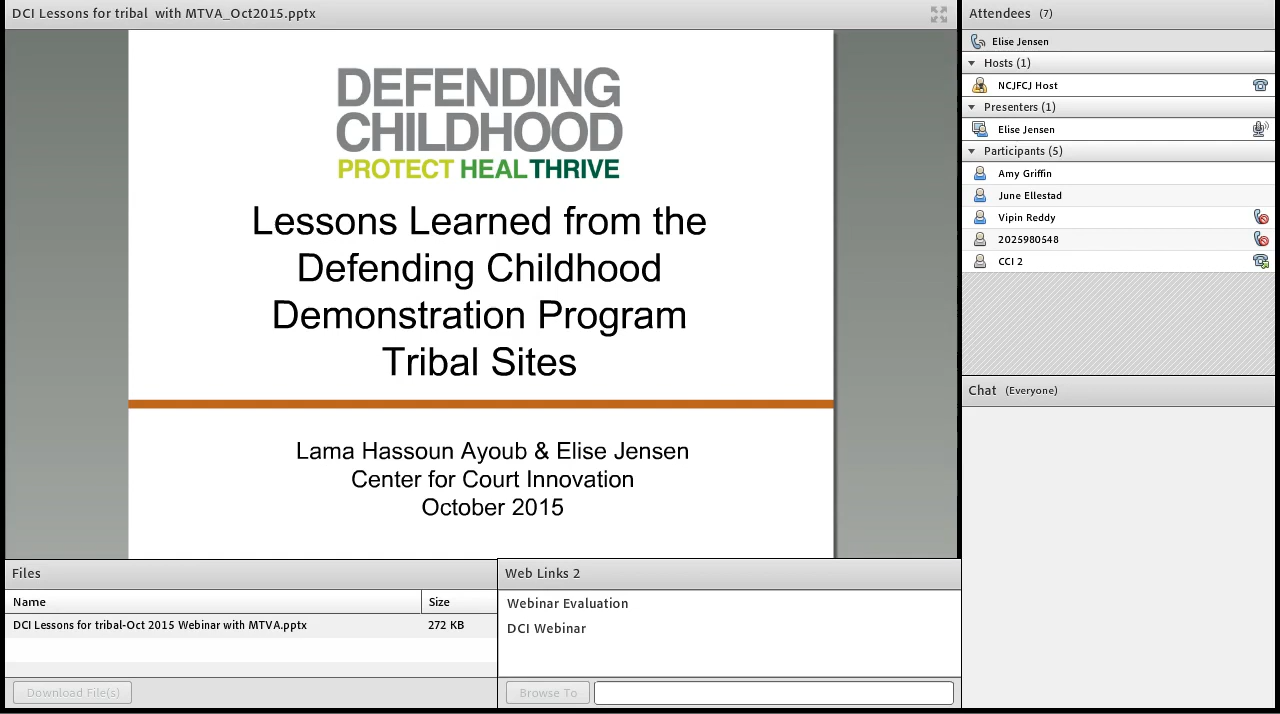 DCI Lessons for tribal  with MTVA_Oct2015.pptx
DEFENDING
CHILDHOOD
PROTECT HEAL THRIVE
Lessons Learned from the
Defending Childhood
Demonstration Program
Tribal Sites
Lama Hassoun Ayoub & Elise Jensen
Center for Court Innovation
October 2015
Files
Name Size
DCI Lessons for tribal-Oct 2015 Webinar with MTVA.pptx 272 KB
Download File(s)
Web Links 2
Webinar Evaluation
DCI Webinar
Browse To
Attendees (7)
Elise Jensen
Hosts (1)
NCJFCJ Host
Presenters (1)
Elise Jensen
Participants (5)
Amy Griffin
June Ellestad
Vipin Reddy
2025980548
CCI 2
Chat (Everyone)